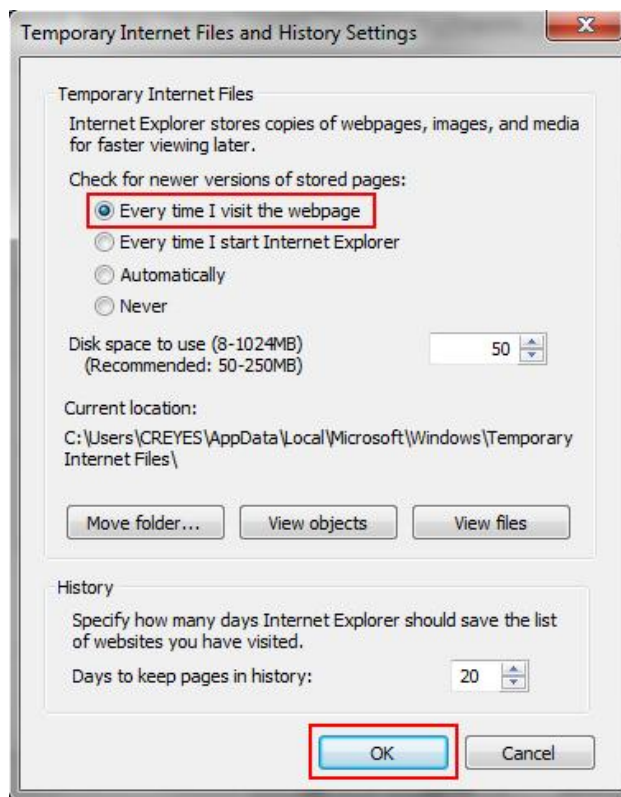 Temporary Internet Files and History Settings
Temporary Internet Files
Internet Explorer stores copies of webpages, images, and media
for faster viewing later.
Check for newer versions of stored pages:
Every time I visit the webpage
Every time I start Internet Explorer
Automatically
Never
Disk space to use (8-1024MB) 50
(Recommended: 50-250MB)
Current location:
C:\Users\CREYES\AppData\Local\Microsoft\Windows\Temporary
Internet Files\
Move folder... View objects View files
History
Specify how many days Internet Explorer should save the list
of websites you have visited.
Days to keep pages in history: 20
OK Cancel